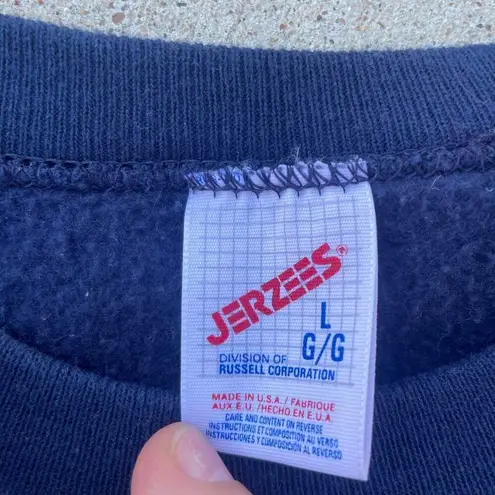 JERZEES®
L
G/G
DIVISION OF
RUSSELL CORPORATION
MADE IN U.S.A. / FABRIQUE
AUX E.U. / HECHO EN E.U.A.
CARE AND CONTENT ON REVERSE
INSTRUCTIONS ET COMPOSITION AU VERSO
INSTRUCCIONES Y COMPOSICIÓN AL REVERSO